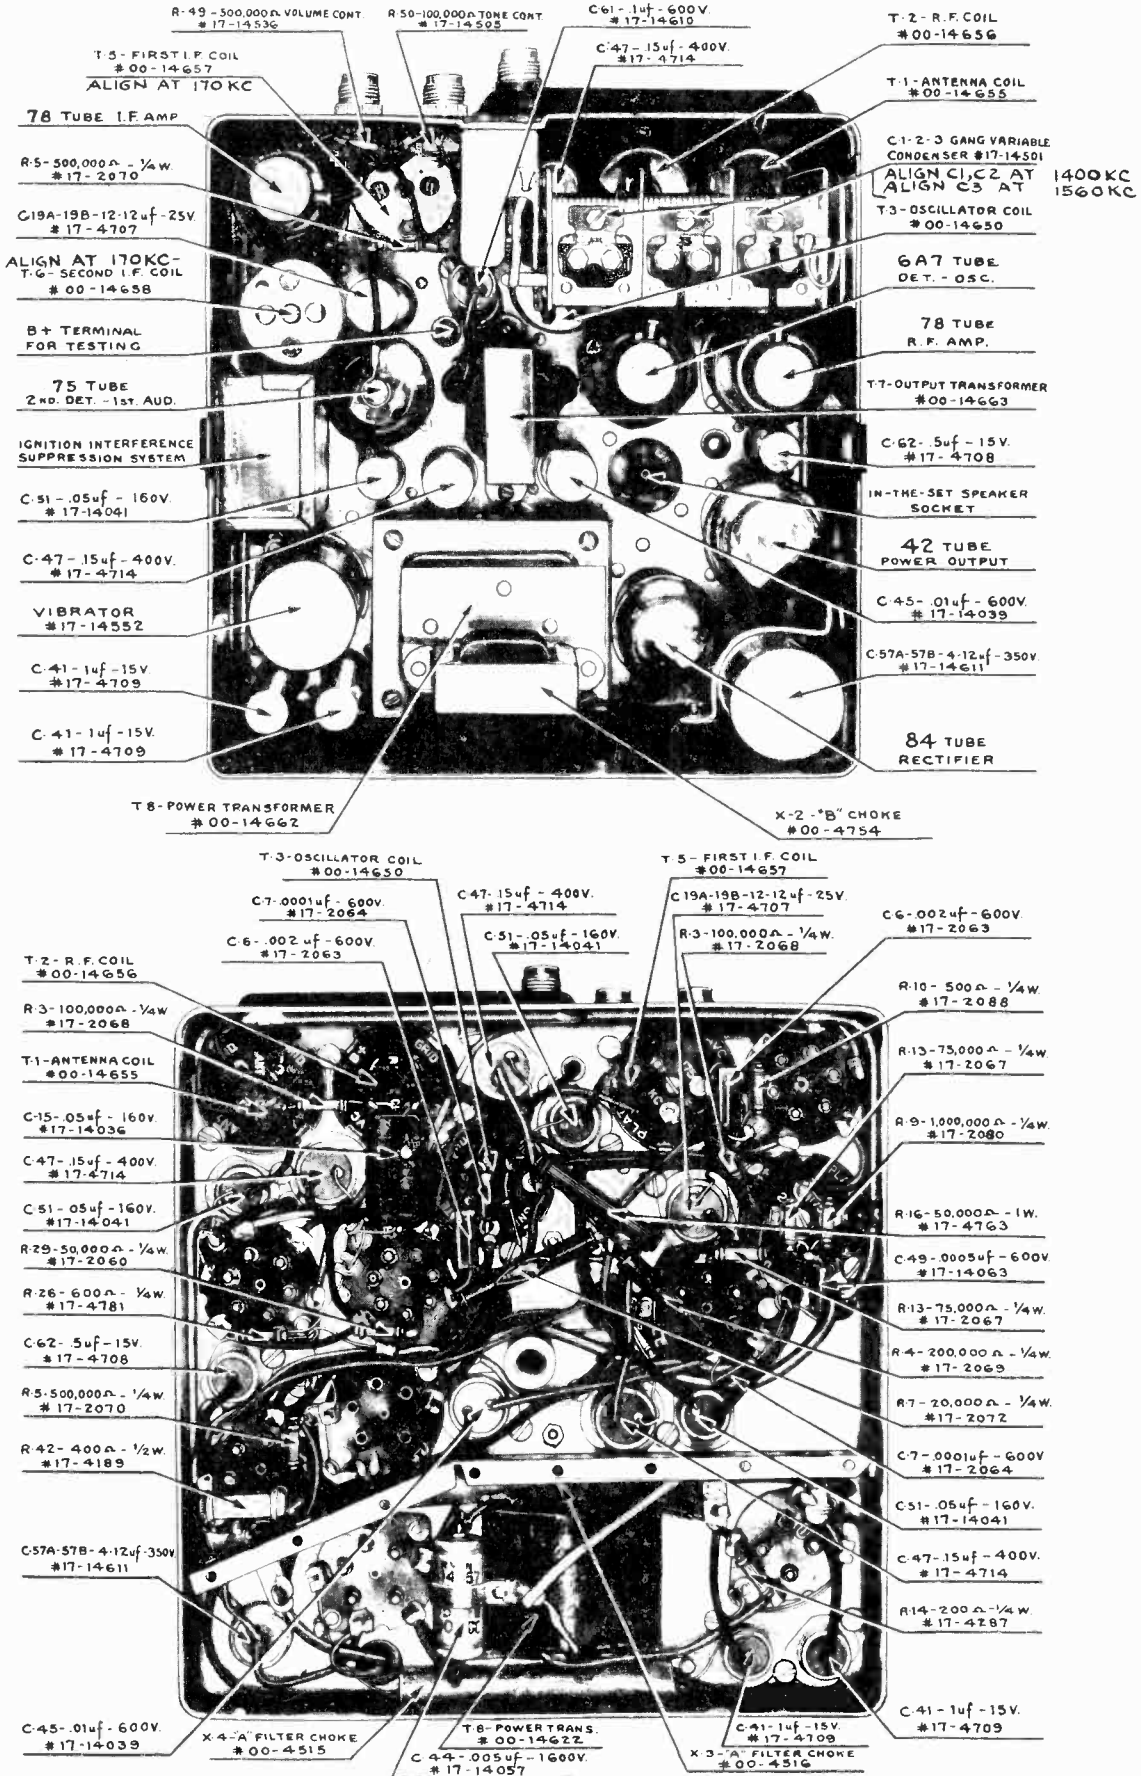 R-49-500,000Ω VOLUME CONT.
#17-14536
R-50-100,000Ω TONE CONT.
#17-14505
C-61-.1uf-600V.
#17-14610
C-47-.15uf-400V.
#17-4714
T-2-R.F. COIL
#00-14656
T-5-FIRST I.F. COIL
#00-14657
ALIGN AT 170 KC
T-1-ANTENNA COIL
#00-14655
78 TUBE I.F. AMP
C-1-2-3 GANG VARIABLE
CONDENSER #17-14501
ALIGN C1,C2 AT 1400 KC
ALIGN C3 AT 1560 KC
R-5-500,000Ω-1/4W.
#17-2070
C19A-19B-12-12uf-25V.
#17-4707
T-3-OSCILLATOR COIL
#00-14650
ALIGN AT 170 KC-
T-6-SECOND I.F. COIL
#00-14658
6A7 TUBE
DET.-OSC.
B+ TERMINAL
FOR TESTING
78 TUBE
R.F. AMP.
75 TUBE
2ND. DET.-1ST. AUD.
T-7-OUTPUT TRANSFORMER
#00-14663
IGNITION INTERFERENCE
SUPPRESSION SYSTEM
C-62-.5uf-15V.
#17-4708
C-51-.05uf-160V.
#17-14041
IN-THE-SET SPEAKER
SOCKET
C-47-.15uf-400V.
#17-4714
42 TUBE
POWER OUTPUT
VIBRATOR
#17-14552
C-45-.01uf-600V.
#17-14039
C-41-1uf-15V.
#17-4709
C-57A-57B-4-12uf-350V.
#17-14611
C-41-1uf-15V.
#17-4709
84 TUBE
RECTIFIER
T8-POWER TRANSFORMER
#00-14662
X-2-"B" CHOKE
#00-4754
T-3-OSCILLATOR COIL
#00-14650
T-5-FIRST I.F. COIL
#00-14657
C-7-.0001uf-600V.
#17-2064
C-47-.15uf-400V.
#17-4714
C19A-19B-12-12uf-25V.
#17-4707
C-6-.002uf-600V.
#17-2063
C-6-.002uf-600V.
#17-2063
C-51-.05uf-160V.
#17-14041
R-3-100,000Ω-1/4W.
#17-2068
T-2-R.F. COIL
#00-14656
R-10-500Ω-1/4W.
#17-2088
R-3-100,000Ω-1/4W
#17-2068
R-13-75,000Ω-1/4W.
#17-2067
T-1-ANTENNA COIL
#00-14655
R-9-1,000,000Ω-1/4W.
#17-2080
C-15-.05uf-160V.
#17-14036
C-47-.15uf-400V.
#17-4714
R-16-50,000Ω-1W.
#17-4763
C-51-.05uf-160V.
#17-14041
C-49-.0005uf-600V.
#17-14063
R-29-50,000Ω-1/4W.
#17-2060
R-13-75,000Ω-1/4W.
#17-2067
R-26-600Ω-1/4W.
#17-4781
R-4-200,000Ω-1/4W.
#17-2069
C-62-.5uf-15V.
#17-4708
R-7-20,000Ω-1/4W.
#17-2072
R-5-500,000Ω-1/4W.
#17-2070
C-7-.0001uf-600V
#17-2064
R-42-400Ω-1/2W.
#17-4189
C-51-.05uf-160V.
#17-14041
C-57A-57B-4-12uf-350V.
#17-14611
C-47-.15uf-400V.
#17-4714
R-14-200Ω-1/4W.
#17-4287
C-41-1uf-15V.
#17-4709
C-45-.01uf-600V.
#17-14039
X-4-"A" FILTER CHOKE
#00-4515
T-8-POWER TRANS.
#00-14622
C-44-.005uf-1600V.
#17-14057
C-41-1uf-15V.
#17-4709
X-3-"A" FILTER CHOKE
#00-4516